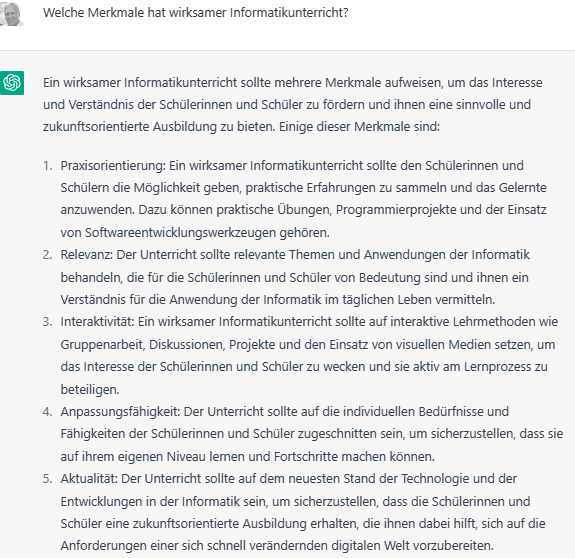 Welche Merkmale hat wirksamer Informatikunterricht?
Ein wirksamer Informatikunterricht sollte mehrere Merkmale aufweisen, um das Interesse
und Verständnis der Schülerinnen und Schüler zu fördern und ihnen eine sinnvolle und
zukunftsorientierte Ausbildung zu bieten. Einige dieser Merkmale sind:
1. Praxisorientierung: Ein wirksamer Informatikunterricht sollte den Schülerinnen und
Schülern die Möglichkeit geben, praktische Erfahrungen zu sammeln und das Gelernte
anzuwenden. Dazu können praktische Übungen, Programmierprojekte und der Einsatz
von Softwareentwicklungswerkzeugen gehören.
2. Relevanz: Der Unterricht sollte relevante Themen und Anwendungen der Informatik
behandeln, die für die Schülerinnen und Schüler von Bedeutung sind und ihnen ein
Verständnis für die Anwendung der Informatik im täglichen Leben vermitteln.
3. Interaktivität: Ein wirksamer Informatikunterricht sollte auf interaktive Lehrmethoden wie
Gruppenarbeit, Diskussionen, Projekte und den Einsatz von visuellen Medien setzen, um
das Interesse der Schülerinnen und Schüler zu wecken und sie aktiv am Lernprozess zu
beteiligen.
4. Anpassungsfähigkeit: Der Unterricht sollte auf die individuellen Bedürfnisse und
Fähigkeiten der Schülerinnen und Schüler zugeschnitten sein, um sicherzustellen, dass sie
auf ihrem eigenen Niveau lernen und Fortschritte machen können.
5. Aktualität: Der Unterricht sollte auf dem neuesten Stand der Technologie und der
Entwicklungen in der Informatik sein, um sicherzustellen, dass die Schülerinnen und
Schüler eine zukunftsorientierte Ausbildung erhalten, die ihnen dabei hilft, sich auf die
Anforderungen einer sich schnell verändernden digitalen Welt vorzubereiten.